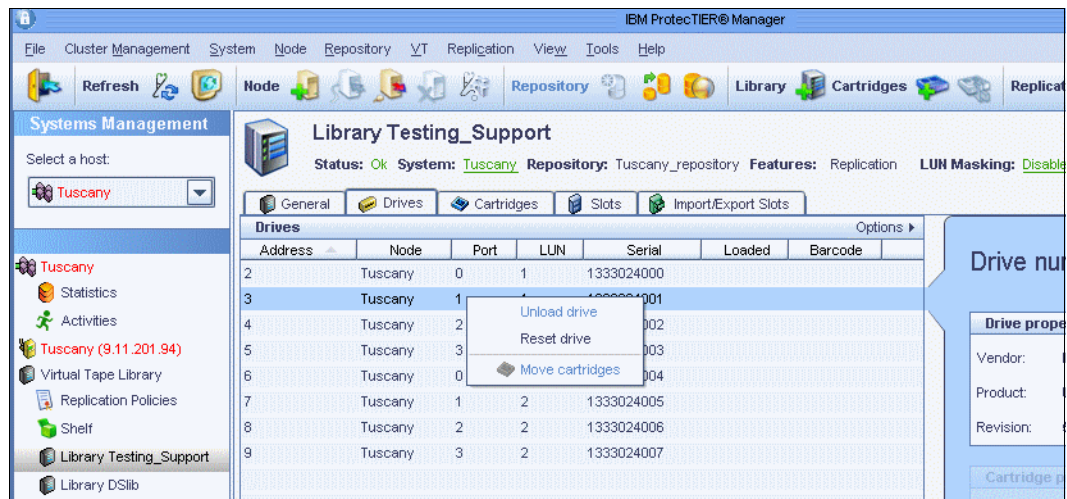 IBM ProtecTIER® Manager
File Cluster Management System Node Repository VT Replication View Tools Help
Refresh Node Repository Library Cartridges Replicat
Systems Management
Select a host:
Tuscany
Tuscany
Statistics
Activities
Tuscany (9.11.201.94)
Virtual Tape Library
Replication Policies
Shelf
Library Testing_Support
Library DSlib
Library Testing_Support
Status: Ok System: Tuscany Repository: Tuscany_repository Features: Replication LUN Masking: Disable
General Drives Cartridges Slots Import/Export Slots
Drives Options
Address Node Port LUN Serial Loaded Barcode
2 Tuscany 0 1 1333024000
3 Tuscany 1 001
4 Tuscany 2 002
5 Tuscany 3 003
6 Tuscany 0 004
7 Tuscany 1 2 1333024005
8 Tuscany 2 2 1333024006
9 Tuscany 3 2 1333024007
Unload drive
Reset drive
Move cartridges
Drive nu
Drive prope
Vendor:
Product:
Revision:
Cartridge p